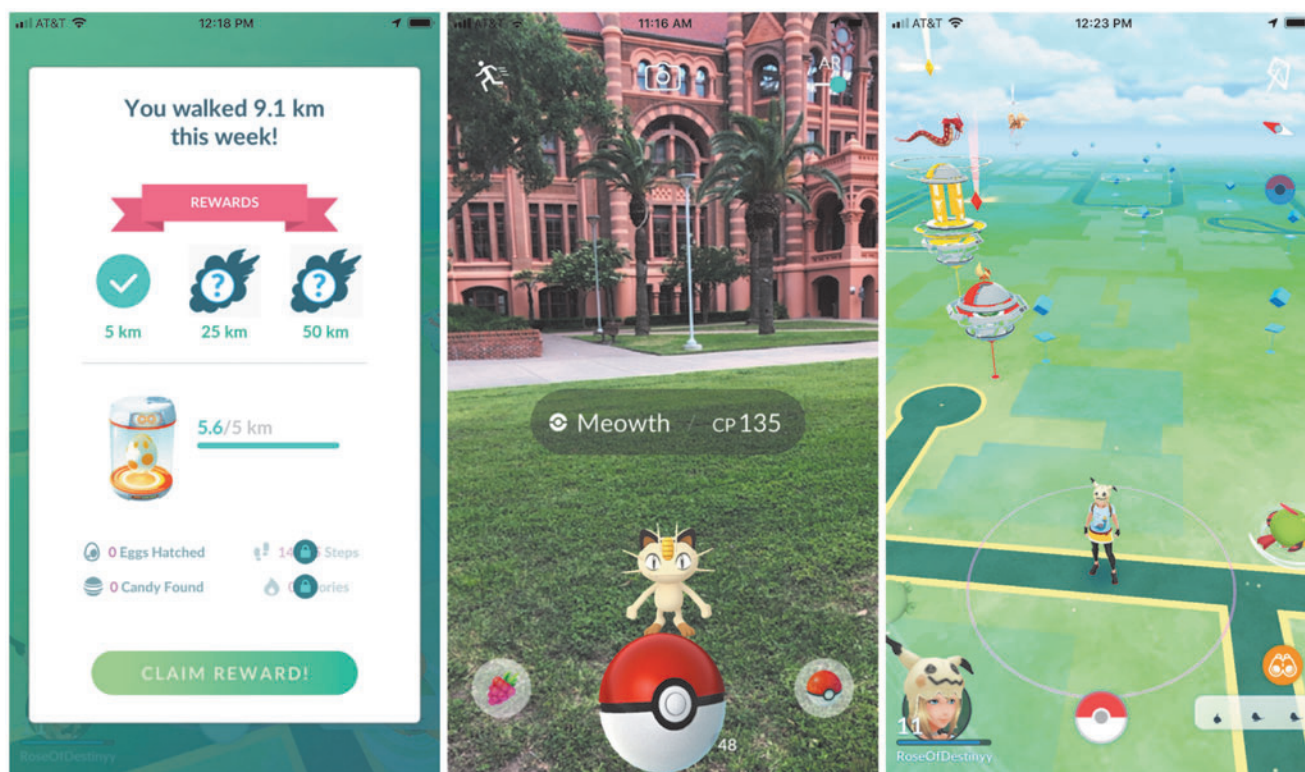 AT&T 12:18 PM
You walked 9.1 km
this week!
REWARDS
? ?
5 km 25 km 50 km
5.6/5 km
0 Eggs Hatched Steps
0 Candy Found
CLAIM REWARD!
RoseOfDestinyy
AT&T 11:16 AM
AR
Meowth / CP 135
48
AT&T 12:23 PM
11
RoseOfDestinyy